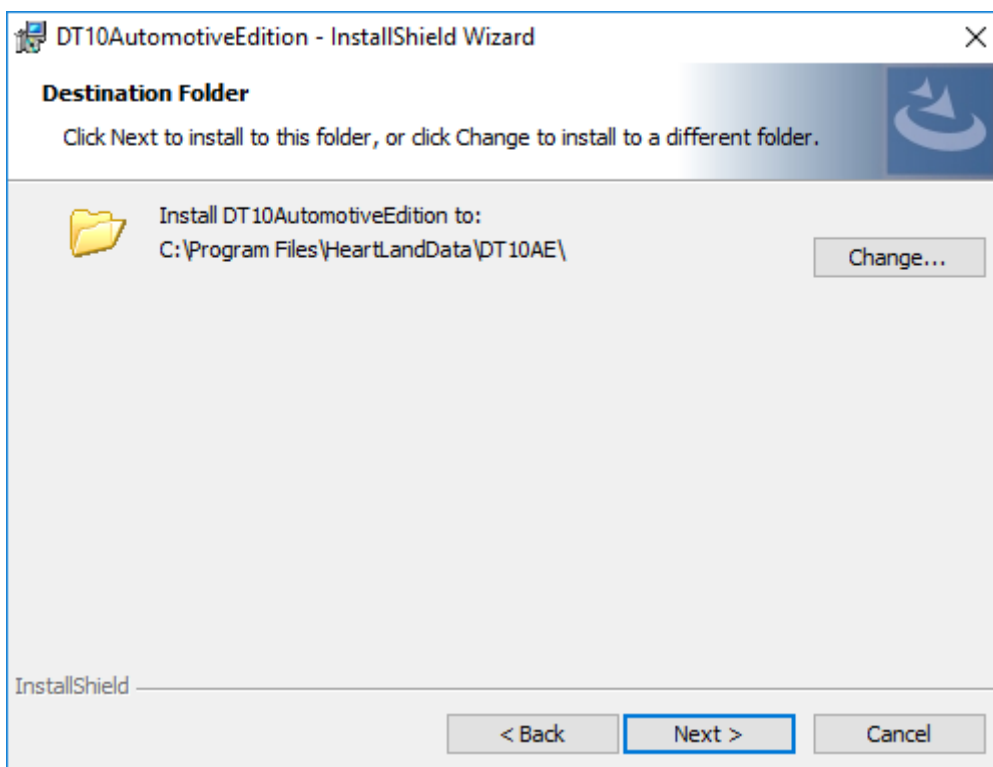 DT10AutomotiveEdition - InstallShield Wizard
Destination Folder
Click Next to install to this folder, or click Change to install to a different folder.
Install DT10AutomotiveEdition to:
C:\Program Files\HeartLandData\DT10AE\
Change...
InstallShield
< Back
Next >
Cancel